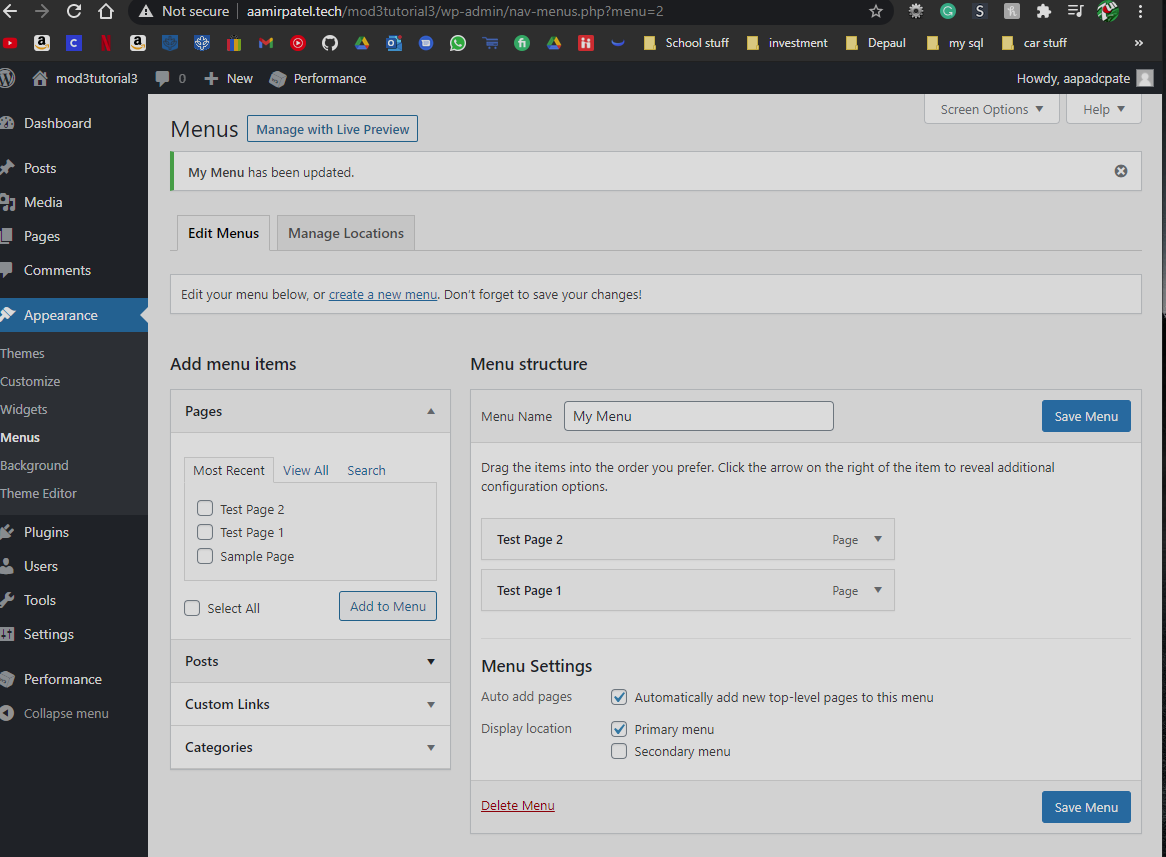 Not secure | aamirpatel.tech/mod3tutorial3/wp-admin/nav-menus.php?menu=2
School stuff investment Depaul my sql car stuff »
mod3tutorial3 0 + New Performance Howdy, aapadcpate
Dashboard
Posts
Media
Pages
Comments
Appearance
Themes
Customize
Widgets
Menus
Background
Theme Editor
Plugins
Users
Tools
Settings
Performance
Collapse menu
Screen Options Help
Menus Manage with Live Preview
My Menu has been updated.
Edit Menus Manage Locations
Edit your menu below, or create a new menu. Don't forget to save your changes!
Add menu items
Pages
Most Recent View All Search
Test Page 2
Test Page 1
Sample Page
Select All Add to Menu
Posts
Custom Links
Categories
Menu structure
Menu Name My Menu Save Menu
Drag the items into the order you prefer. Click the arrow on the right of the item to reveal additional
configuration options.
Test Page 2 Page
Test Page 1 Page
Menu Settings
Auto add pages Automatically add new top-level pages to this menu
Display location Primary menu
Secondary menu
Delete Menu Save Menu